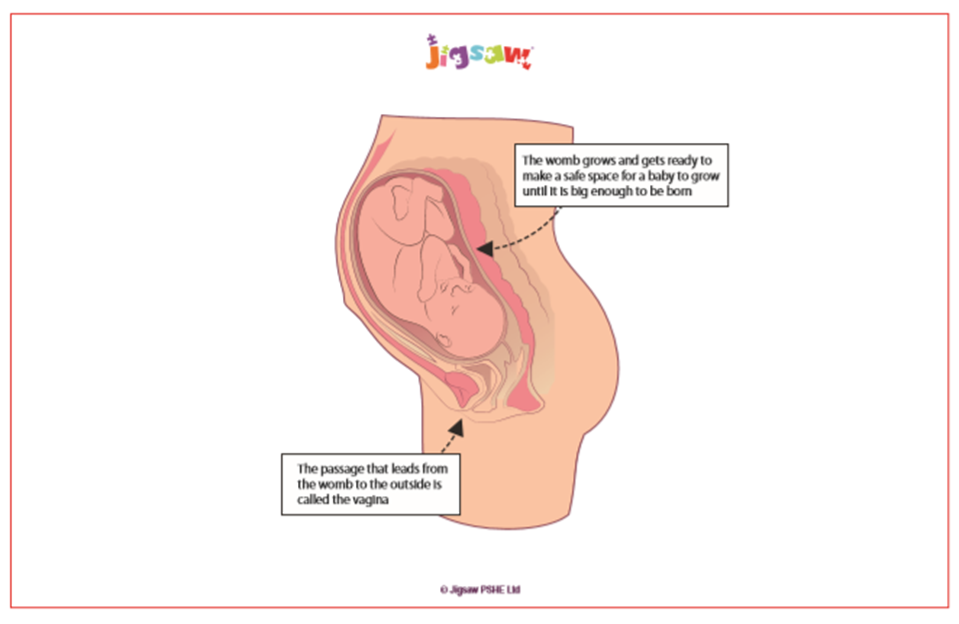 jigsaw
The womb grows and gets ready to
make a safe space for a baby to grow
until it is big enough to be born
The passage that leads from
the womb to the outside is
called the vagina
© Jigsaw PSHE Ltd